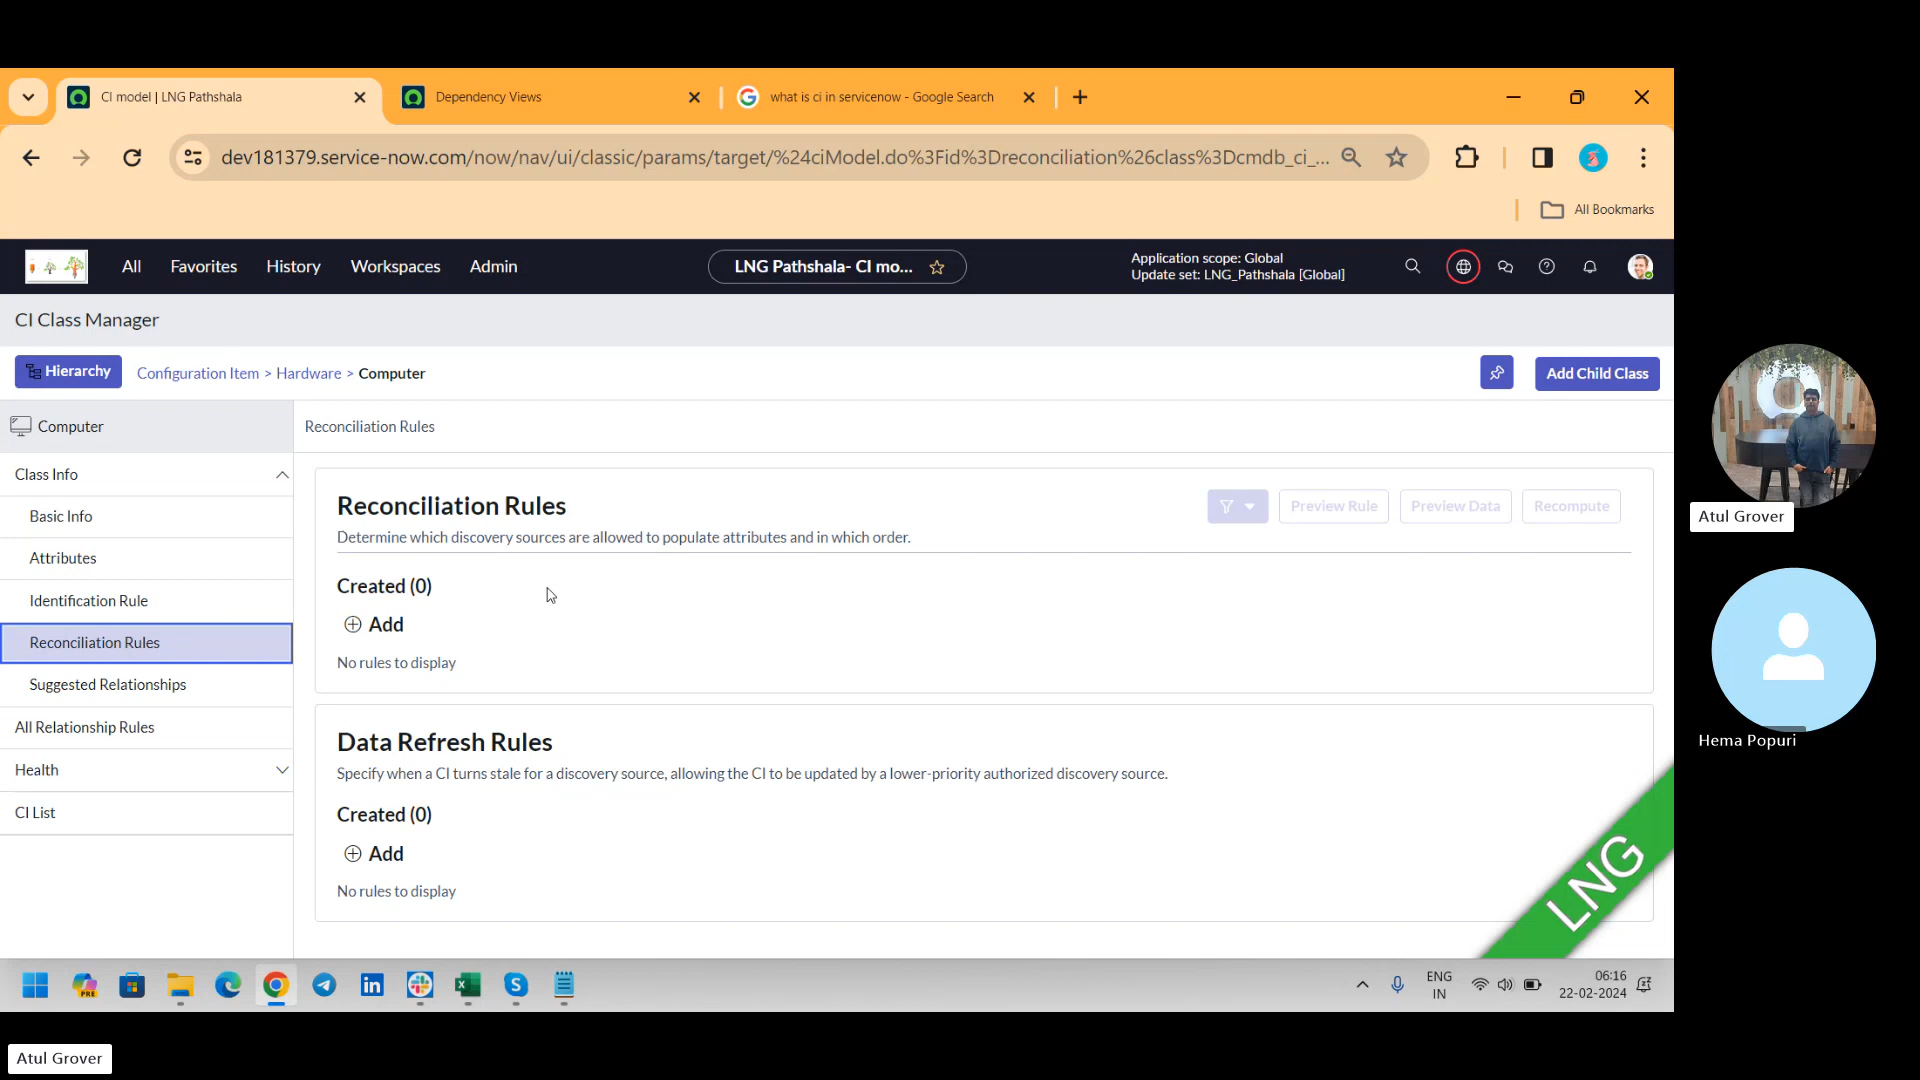 CI model | LNG Pathshala
Dependency Views
what is ci in servicenow - Google Search
dev181379.service-now.com/now/nav/ui/classic/params/target/%24ciModel.do%3Fid%3Dreconciliation%26class%3Dcmdb_ci_...
All Bookmarks
All
Favorites
History
Workspaces
Admin
LNG Pathshala- CI mo...
Application scope: Global
Update set: LNG_Pathshala [Global]
CI Class Manager
Hierarchy
Configuration Item > Hardware > Computer
Add Child Class
Computer
Class Info
Basic Info
Attributes
Identification Rule
Reconciliation Rules
Suggested Relationships
All Relationship Rules
Health
CI List
Reconciliation Rules
Reconciliation Rules
Preview Rule
Preview Data
Recompute
Determine which discovery sources are allowed to populate attributes and in which order.
Created (0)
Add
No rules to display
Data Refresh Rules
Specify when a CI turns stale for a discovery source, allowing the CI to be updated by a lower-priority authorized discovery source.
Created (0)
Add
No rules to display
LNG
PRE
ENG
IN
06:16
22-02-2024
Atul Grover
Hema Popuri
Atul Grover